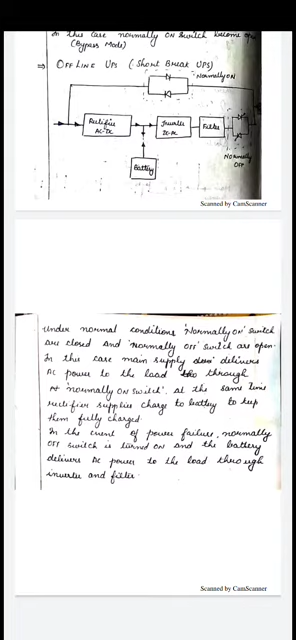 In this case normally ON switch become
(Bypass Mode)
⇒ OFF LINE UPS (Short Break UPS)
Normally ON
Rectifier
AC-DC
Inverter
DC-AC
Filter
Battery
Normally
OFF
Scanned by CamScanner
Under normal conditions 'Normally ON' switch
are closed and 'normally OFF' switch are open.
In this case main supply delivers
AC power to the load through
'normally ON switch'. at the same time
rectifier supplies charge to battery to keep
them fully charged.
In the event of power failure, normally
OFF switch is turned ON and the battery
delivers AC power to the load through
inverter and filter.
Scanned by CamScanner